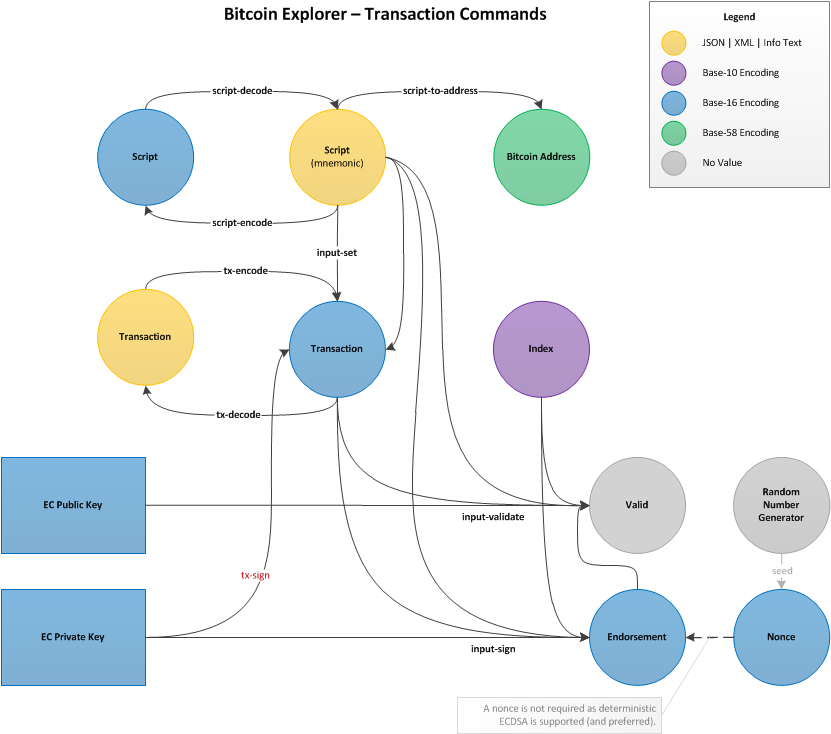 Bitcoin Explorer – Transaction Commands
Legend
JSON | XML | Info Text
Base-10 Encoding
Base-16 Encoding
Base-58 Encoding
No Value
script-decode
script-to-address
Script
Script
(mnemonic)
Bitcoin Address
script-encode
input-set
tx-encode
Transaction
Transaction
Index
tx-decode
EC Public Key
Valid
Random
Number
Generator
input-validate
seed
tx-sign
EC Private Key
Endorsement
Nonce
input-sign
A nonce is not required as deterministic
ECDSA is supported (and preferred).